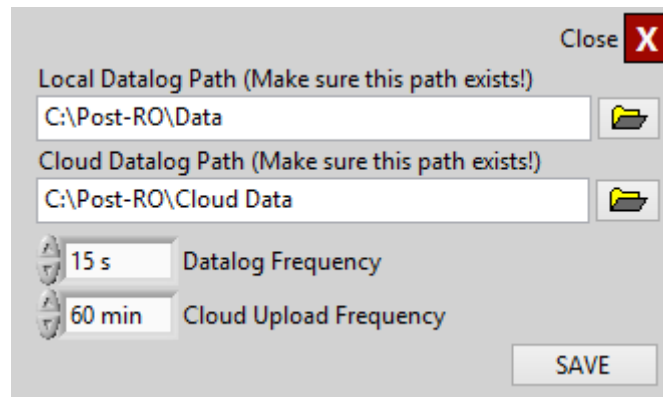 Close X
Local Datalog Path (Make sure this path exists!)
C:\Post-RO\Data
Cloud Datalog Path (Make sure this path exists!)
C:\Post-RO\Cloud Data
15 s Datalog Frequency
60 min Cloud Upload Frequency
SAVE